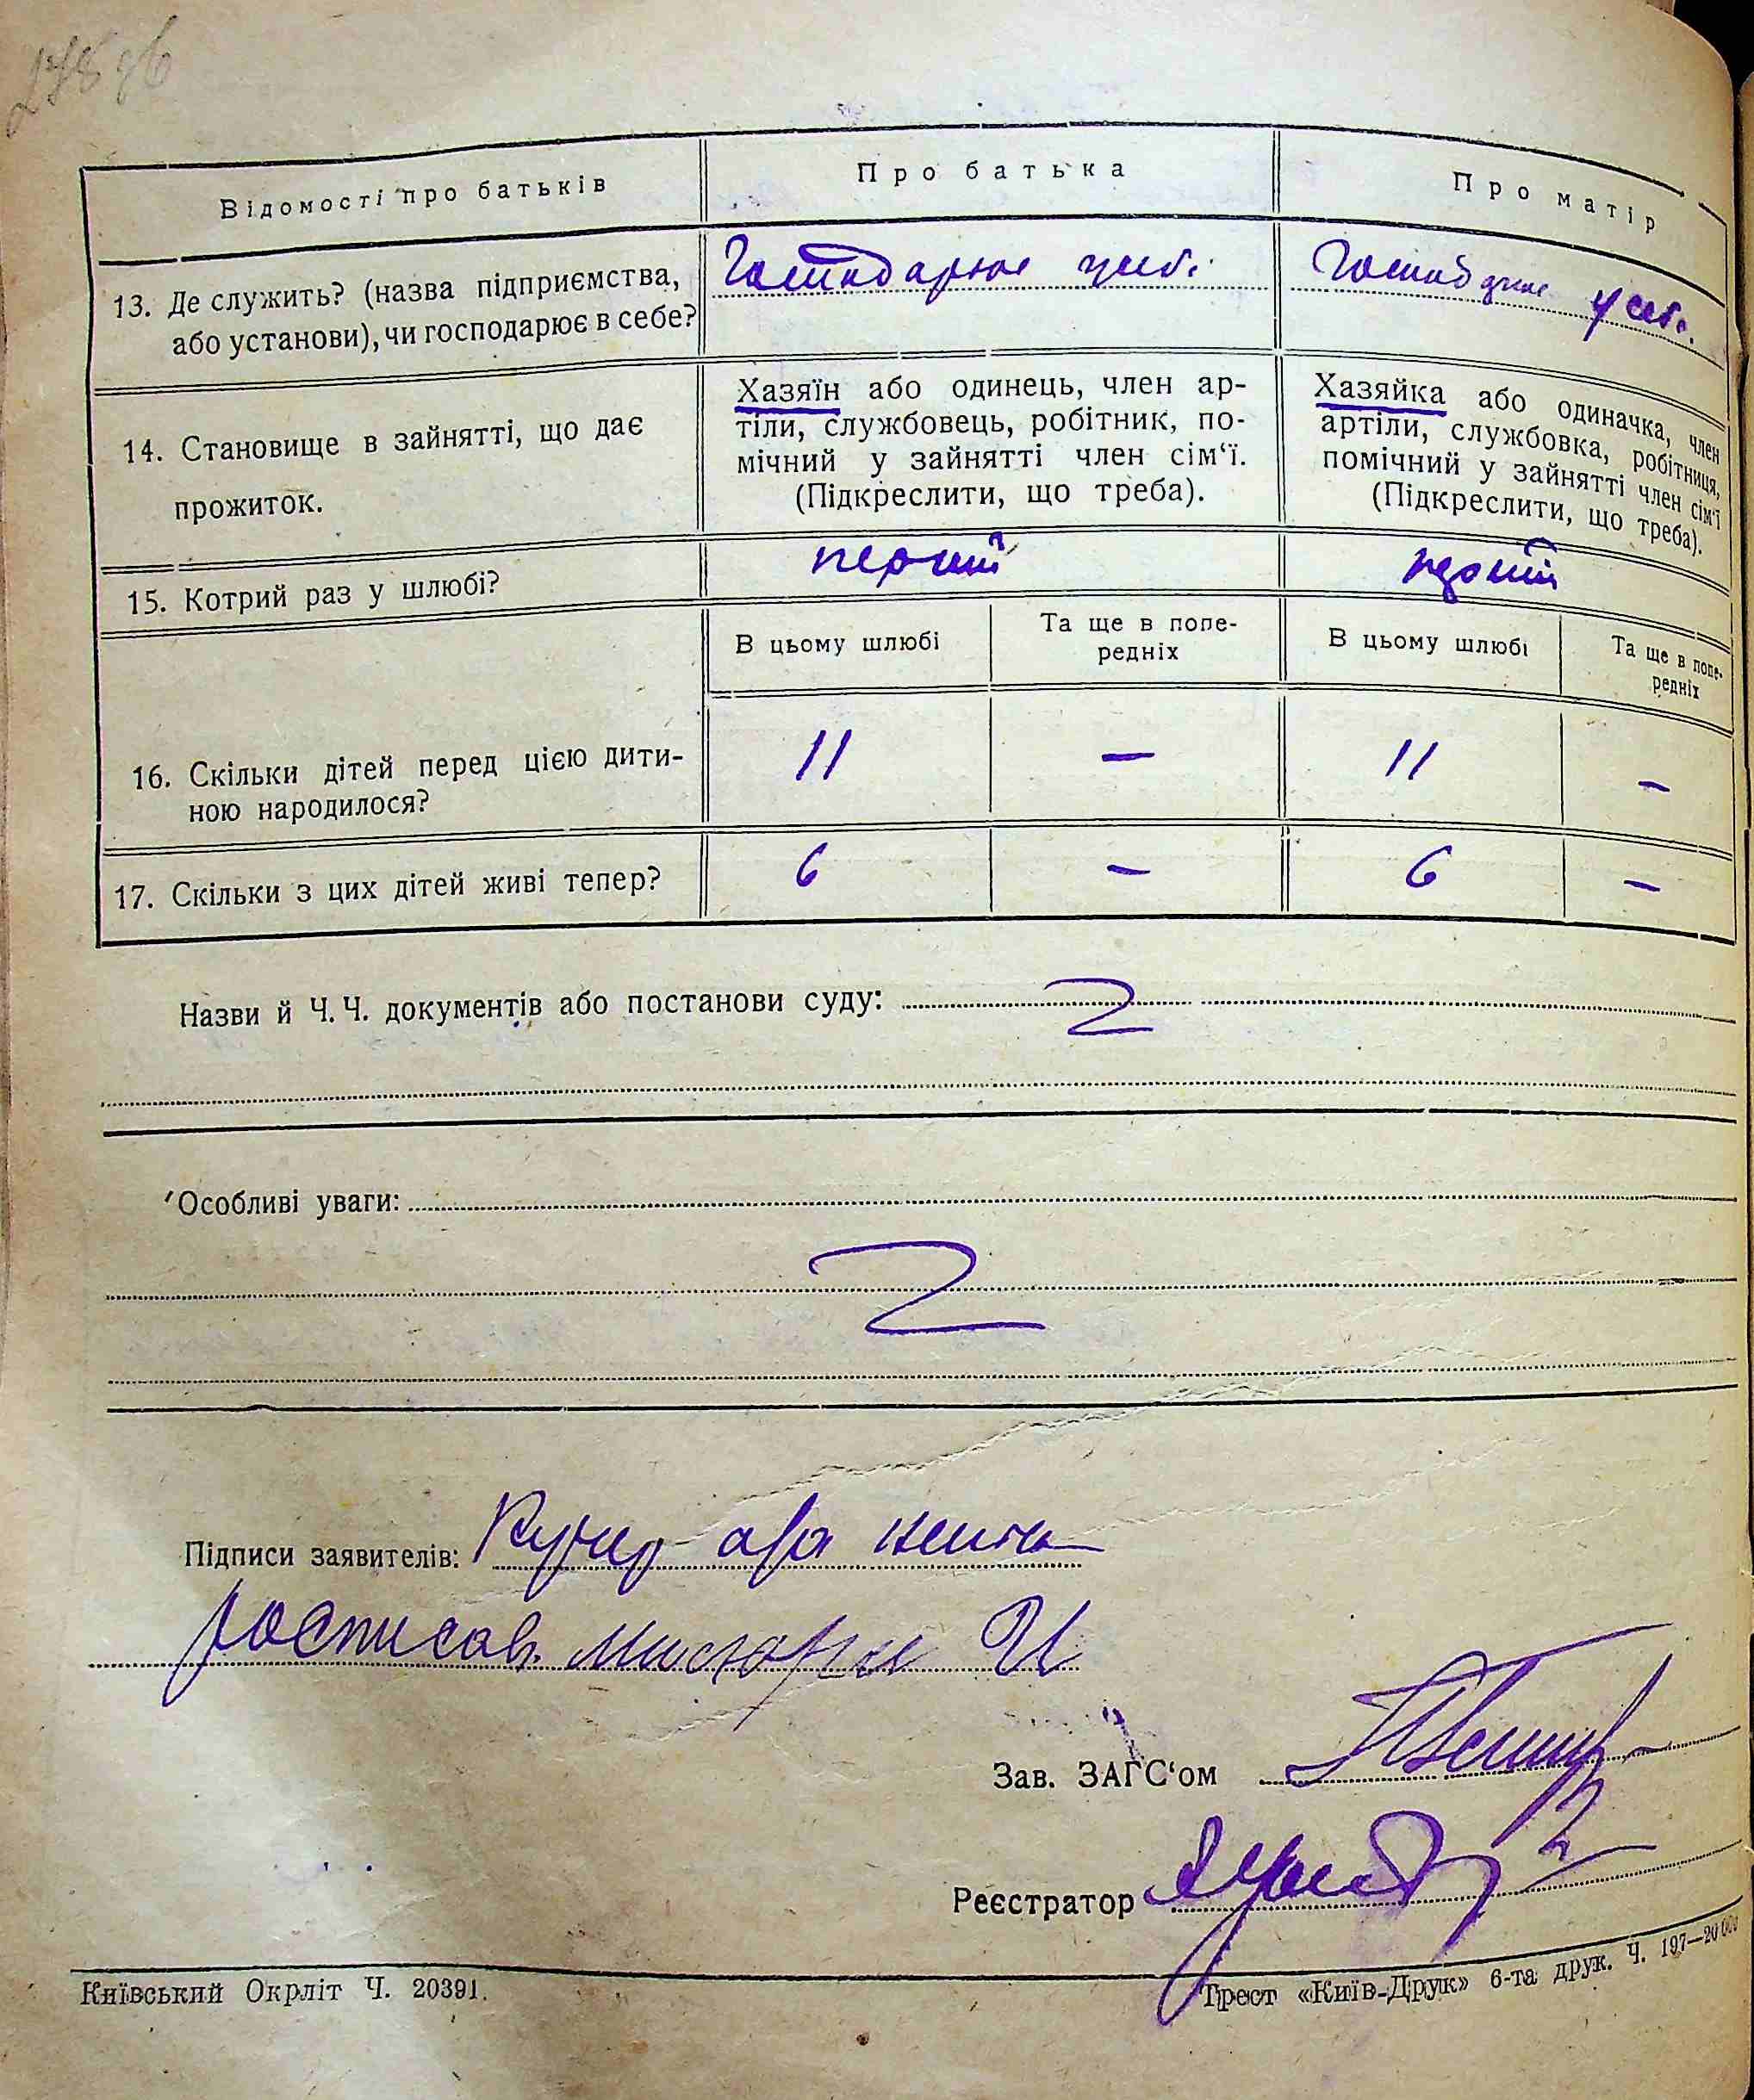 Відомості про батьків
Про батька
Про матір
13. Де служить? (назва підприємства,
або установи), чи господарює в себе?
Господарює у себ.
Господарює у себ.
14. Становище в зайнятті, що дає
прожиток.
Хазяїн або одинець, член ар-
тіли, службовець, робітник, по-
мічний у зайнятті член сім‘ї.
(Підкреслити, що треба).
Хазяйка або одиначка, член
артіли, службовка, робітниця,
помічний у зайнятті член сім‘ї
(Підкреслити, що треба).
15. Котрий раз у шлюбі?
перший
перший
В цьому шлюбі
Та ще в попе-
редніх
В цьому шлюбі
Та ще в попе-
редніх
16. Скільки дітей перед цією дити-
ною народилося?
11
—
11
—
17. Скільки з цих дітей живі тепер?
6
—
6
—
Назви й Ч. Ч. документів або постанови суду:
Особливі уваги:
Підписи заявителів: Кучер
росписав.
Зав. ЗАГС‘ом
Реєстратор
Київський Окрліт Ч. 20391.
Трест «Київ-Друк» 6-та друк. Ч. 197—20000